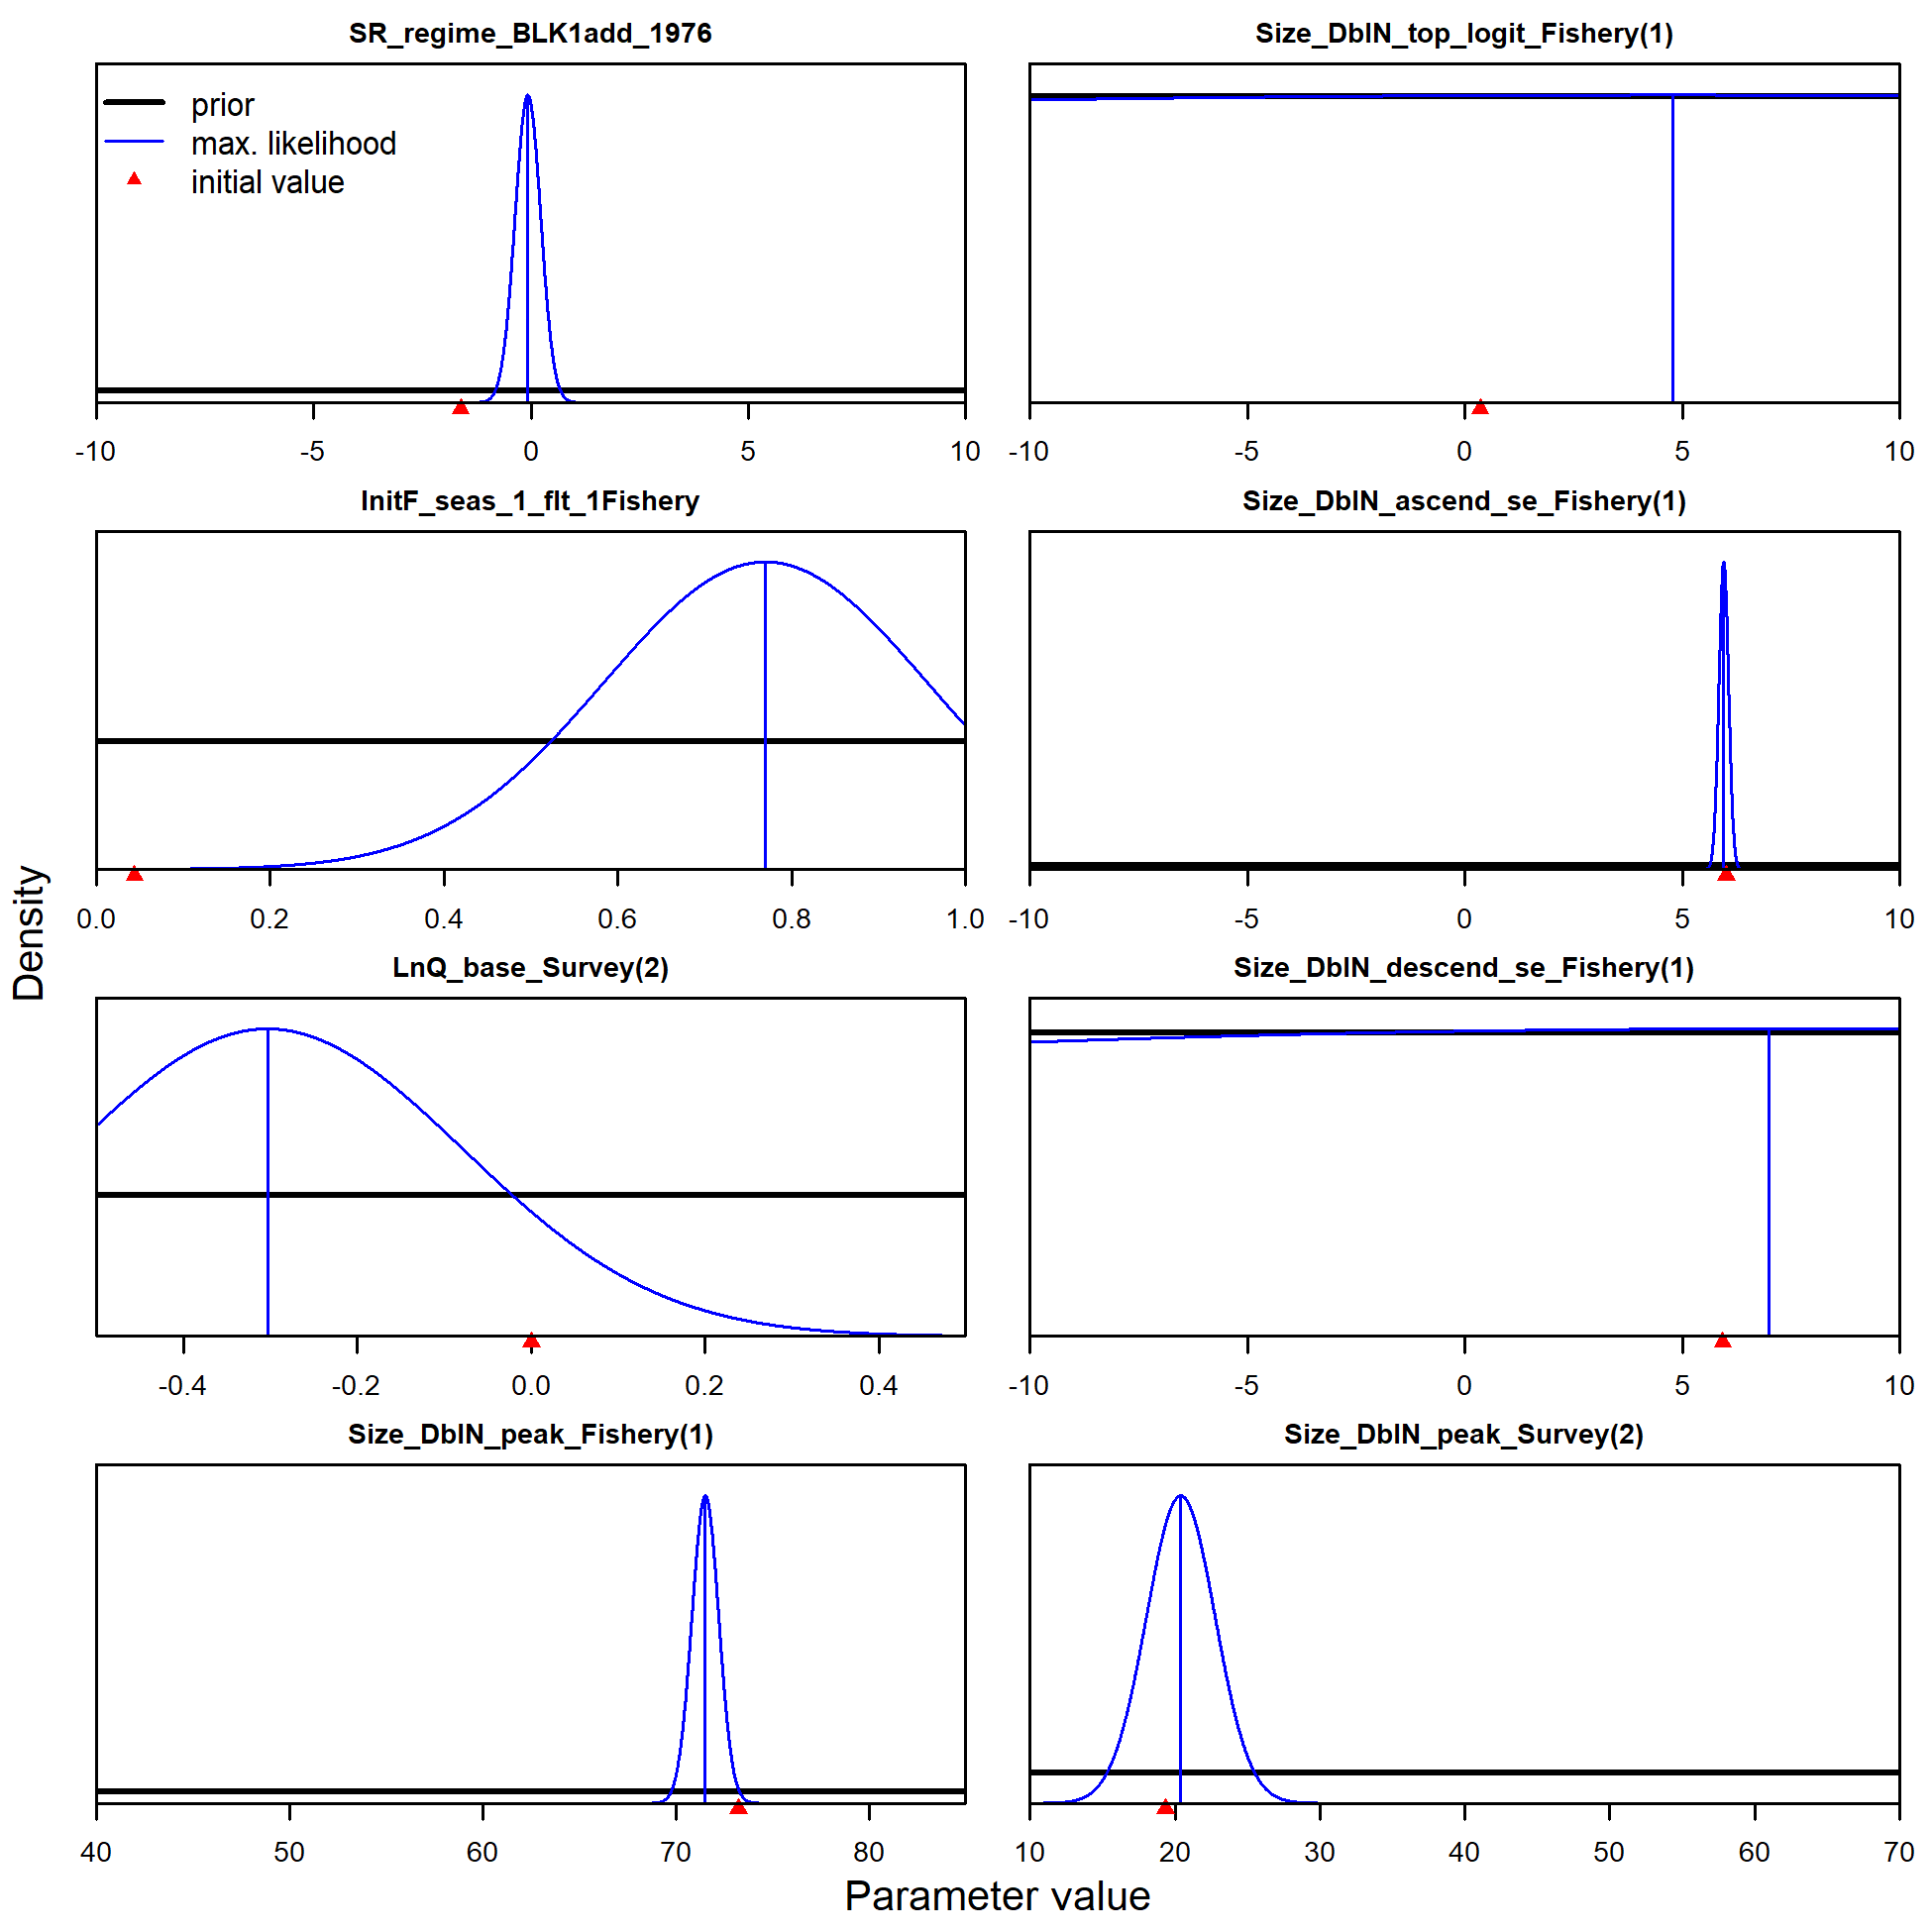 SR_regime_BLK1add_1976
prior
max. likelihood
initial value
-10 -5 0 5 10
Size_DblN_top_logit_Fishery(1)
-10 -5 0 5 10
InitF_seas_1_flt_1Fishery
0.0 0.2 0.4 0.6 0.8 1.0
Size_DblN_ascend_se_Fishery(1)
-10 -5 0 5 10
LnQ_base_Survey(2)
-0.4 -0.2 0.0 0.2 0.4
Size_DblN_descend_se_Fishery(1)
-10 -5 0 5 10
Size_DblN_peak_Fishery(1)
40 50 60 70 80
Size_DblN_peak_Survey(2)
10 20 30 40 50 60 70
Density
Parameter value